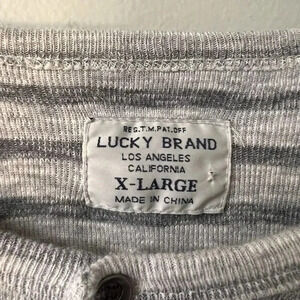 REG.T.M.PAT.OFF
LUCKY BRAND
LOS ANGELES
CALIFORNIA
X-LARGE
MADE IN CHINA